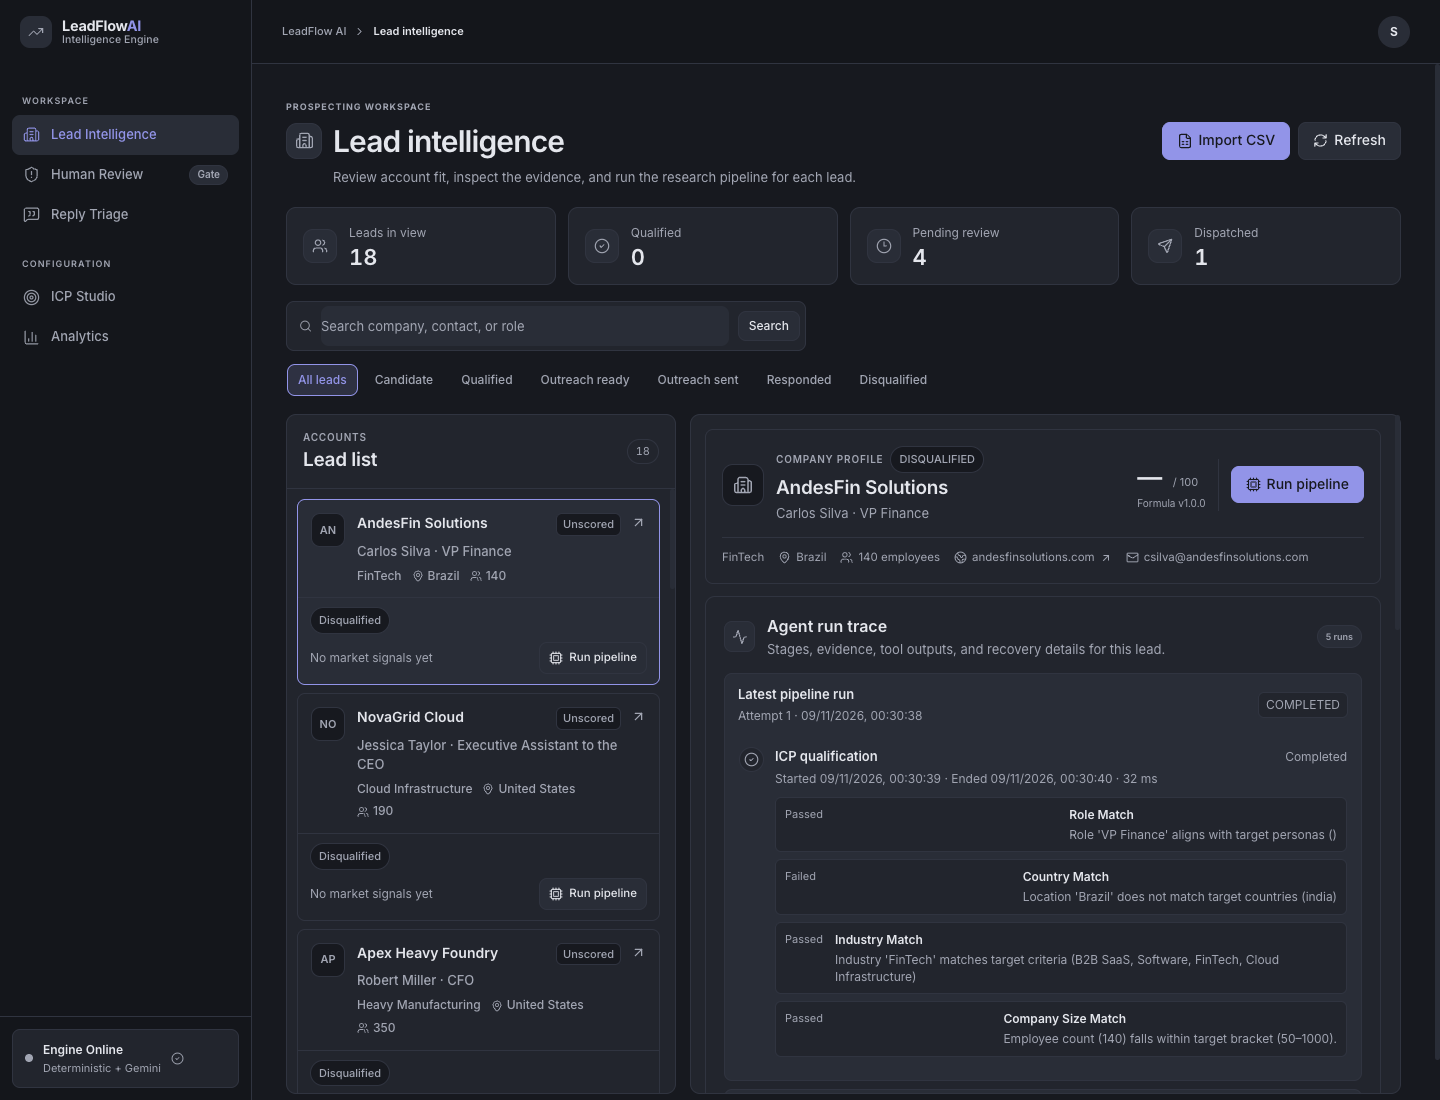 LeadFlowAI
Intelligence Engine
WORKSPACE
Lead Intelligence
Human Review
Gate
Reply Triage
CONFIGURATION
ICP Studio
Analytics
Engine Online
Deterministic + Gemini
LeadFlow AI > Lead intelligence
S
PROSPECTING WORKSPACE
Lead intelligence
Review account fit, inspect the evidence, and run the research pipeline for each lead.
Import CSV
Refresh
Leads in view
18
Qualified
0
Pending review
4
Dispatched
1
Search company, contact, or role
Search
All leads
Candidate
Qualified
Outreach ready
Outreach sent
Responded
Disqualified
ACCOUNTS
Lead list
18
AN
AndesFin Solutions
Unscored
Carlos Silva · VP Finance
FinTech
Brazil
140
Disqualified
No market signals yet
Run pipeline
NO
NovaGrid Cloud
Unscored
Jessica Taylor · Executive Assistant to the
CEO
Cloud Infrastructure
United States
190
Disqualified
No market signals yet
Run pipeline
AP
Apex Heavy Foundry
Unscored
Robert Miller · CFO
Heavy Manufacturing
United States
350
Disqualified
COMPANY PROFILE
DISQUALIFIED
AndesFin Solutions
Carlos Silva · VP Finance
— / 100
Formula v1.0.0
Run pipeline
FinTech
Brazil
140 employees
andesfinsolutions.com
csilva@andesfinsolutions.com
Agent run trace
Stages, evidence, tool outputs, and recovery details for this lead.
5 runs
Latest pipeline run
Attempt 1 · 09/11/2026, 00:30:38
COMPLETED
ICP qualification
Completed
Started 09/11/2026, 00:30:39 · Ended 09/11/2026, 00:30:40 · 32 ms
Passed
Role Match
Role 'VP Finance' aligns with target personas ()
Failed
Country Match
Location 'Brazil' does not match target countries (india)
Passed
Industry Match
Industry 'FinTech' matches target criteria (B2B SaaS, Software, FinTech, Cloud
Infrastructure)
Passed
Company Size Match
Employee count (140) falls within target bracket (50–1000).